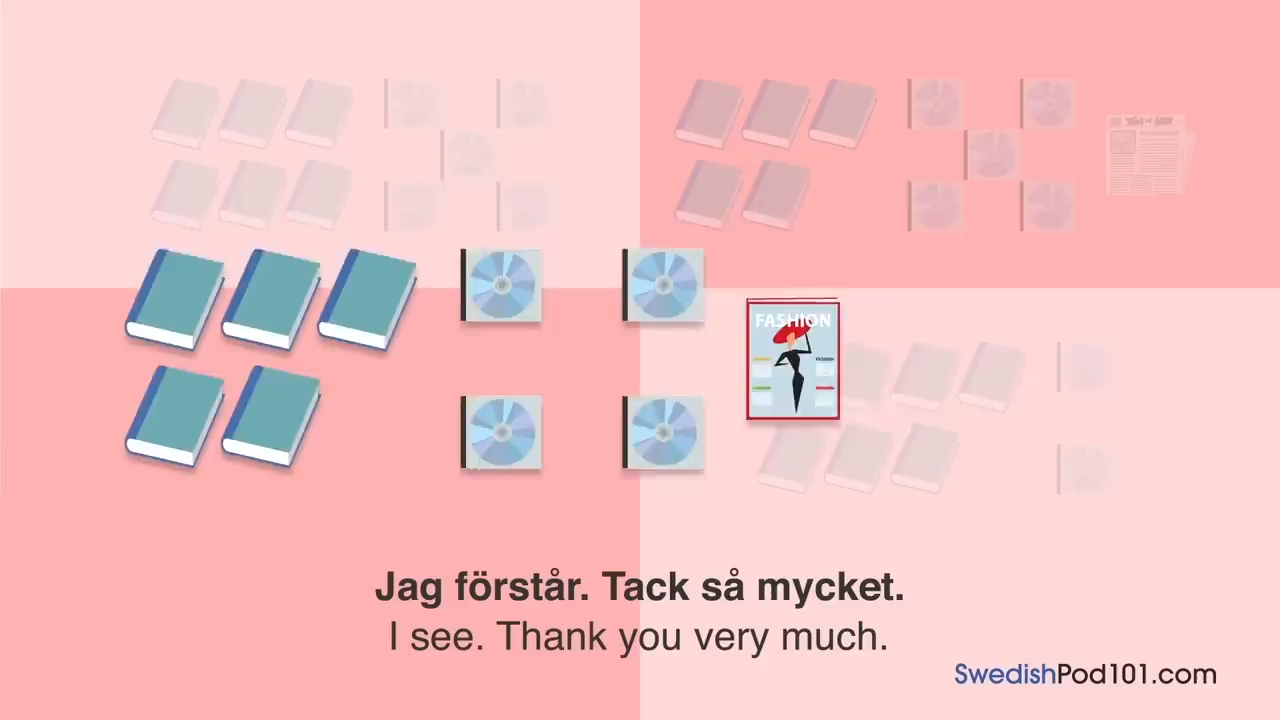 FASHION
Jag förstår. Tack så mycket.
I see. Thank you very much.
SwedishPod101.com